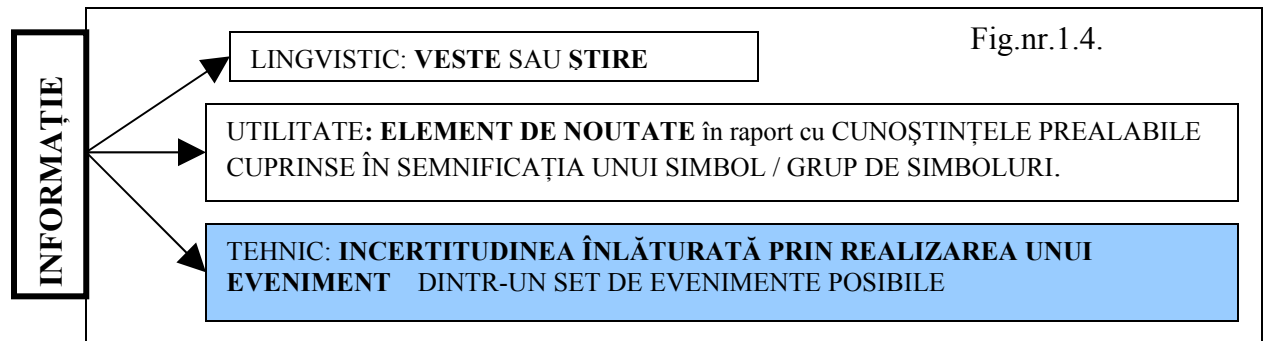 Fig.nr.1.4.
INFORMAȚIE
LINGVISTIC: VESTE SAU ȘTIRE
UTILITATE: ELEMENT DE NOUTATE în raport cu CUNOȘTINȚELE PREALABILE
CUPRINSE ÎN SEMNIFICAȚIA UNUI SIMBOL / GRUP DE SIMBOLURI.
TEHNIC: INCERTITUDINEA ÎNLĂTURATĂ PRIN REALIZAREA UNUI
EVENIMENT DINTR-UN SET DE EVENIMENTE POSIBILE